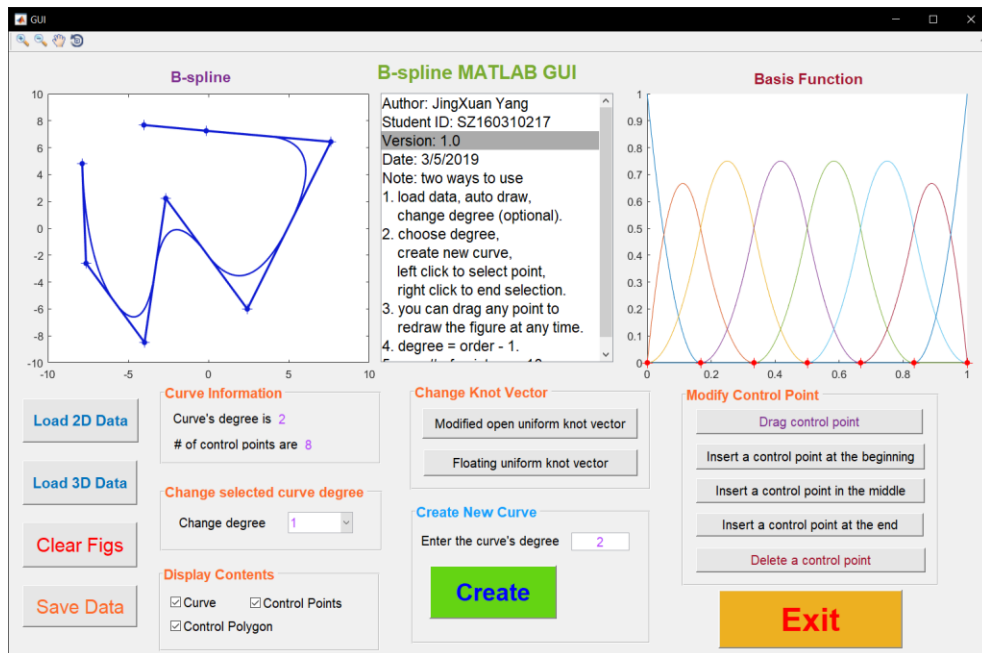 GUI
B-spline
B-spline MATLAB GUI
Basis Function
10
8
6
4
2
0
-2
-4
-6
-8
-10
-10
-5
0
5
10
Author: JingXuan Yang
Student ID: SZ160310217
Version: 1.0
Date: 3/5/2019
Note: two ways to use
1. load data, auto draw,
change degree (optional).
2. choose degree,
create new curve,
left click to select point,
right click to end selection.
3. you can drag any point to
redraw the figure at any time.
4. degree = order - 1.
1
0.9
0.8
0.7
0.6
0.5
0.4
0.3
0.2
0.1
0
0
0.2
0.4
0.6
0.8
1
Load 2D Data
Load 3D Data
Clear Figs
Save Data
Curve Information
Curve's degree is 2
# of control points are 8
Change selected curve degree
Change degree 1
Display Contents
Curve
Control Points
Control Polygon
Change Knot Vector
Modified open uniform knot vector
Floating uniform knot vector
Create New Curve
Enter the curve's degree 2
Create
Modify Control Point
Drag control point
Insert a control point at the beginning
Insert a control point in the middle
Insert a control point at the end
Delete a control point
Exit